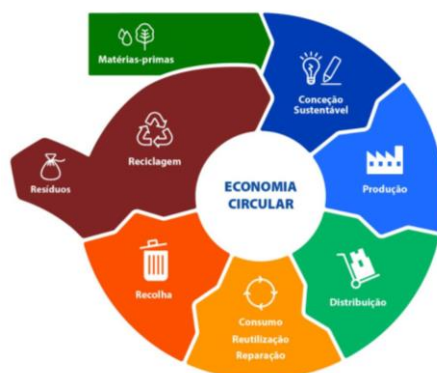 Matérias-primas
Conceção
Sustentável
Produção
Distribuição
Consumo
Reutilização
Reparação
Recolha
Resíduos
Reciclagem
ECONOMIA
CIRCULAR